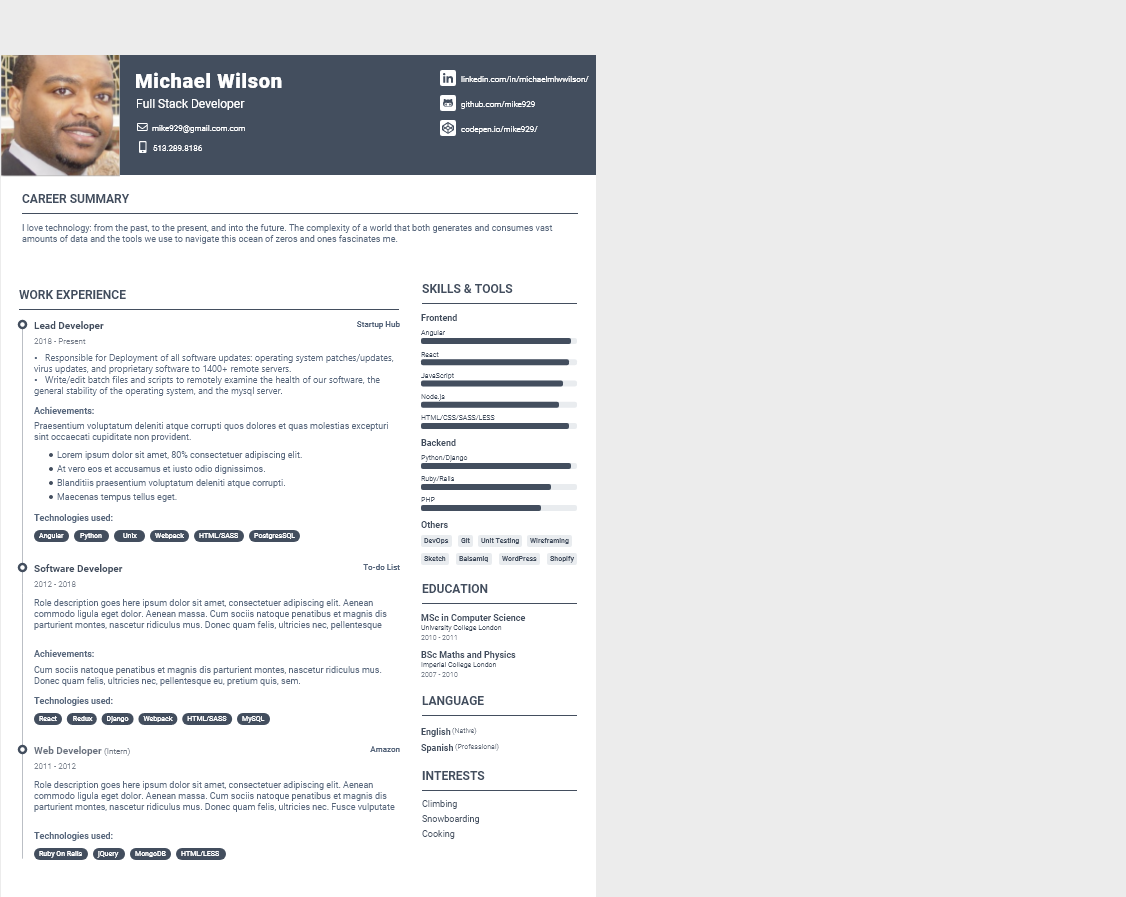 Michael Wilson
Full Stack Developer
mike929@gmail.com.com
513.289.8186
linkedin.com/in/michaelmlwwilson/
github.com/mike929
codepen.io/mike929/
CAREER SUMMARY
I love technology: from the past, to the present, and into the future. The complexity of a world that both generates and consumes vast
amounts of data and the tools we use to navigate this ocean of zeros and ones fascinates me.
WORK EXPERIENCE
Lead Developer
Startup Hub
2018 - Present
• Responsible for Deployment of all software updates: operating system patches/updates,
virus updates, and proprietary software to 1400+ remote servers.
• Write/edit batch files and scripts to remotely examine the health of our software, the
general stability of the operating system, and the mysql server.
Achievements:
Praesentium voluptatum deleniti atque corrupti quos dolores et quas molestias excepturi
sint occaecati cupiditate non provident.
• Lorem ipsum dolor sit amet, 80% consectetuer adipiscing elit.
• At vero eos et accusamus et iusto odio dignissimos.
• Blanditiis praesentium voluptatum deleniti atque corrupti.
• Maecenas tempus tellus eget.
Technologies used:
Angular Python Unix Webpack HTML/SASS PostgresSQL
Software Developer
To-do List
2012 - 2018
Role description goes here ipsum dolor sit amet, consectetuer adipiscing elit. Aenean
commodo ligula eget dolor. Aenean massa. Cum sociis natoque penatibus et magnis dis
parturient montes, nascetur ridiculus mus. Donec quam felis, ultricies nec, pellentesque
Achievements:
Cum sociis natoque penatibus et magnis dis parturient montes, nascetur ridiculus mus.
Donec quam felis, ultricies nec, pellentesque eu, pretium quis, sem.
Technologies used:
React Redux Django Webpack HTML/SASS MySQL
Web Developer (Intern)
Amazon
2011 - 2012
Role description goes here ipsum dolor sit amet, consectetuer adipiscing elit. Aenean
commodo ligula eget dolor. Aenean massa. Cum sociis natoque penatibus et magnis dis
parturient montes, nascetur ridiculus mus. Donec quam felis, ultricies nec. Fusce vulputate
Technologies used:
Ruby On Rails jQuery MongoDB HTML/LESS
SKILLS & TOOLS
Frontend
Angular
React
JavaScript
Node.js
HTML/CSS/SASS/LESS
Backend
Python/Django
Ruby/Rails
PHP
Others
DevOps Git Unit Testing Wireframing
Sketch Balsamiq WordPress Shopify
EDUCATION
MSc in Computer Science
University College London
2010 - 2011
BSc Maths and Physics
Imperial College London
2007 - 2010
LANGUAGE
English (Native)
Spanish (Professional)
INTERESTS
Climbing
Snowboarding
Cooking